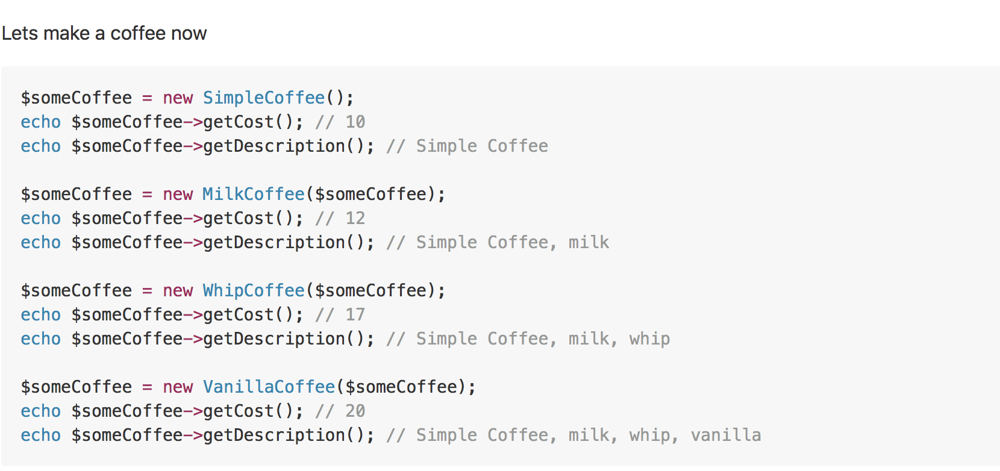 Lets make a coffee now
$someCoffee = new SimpleCoffee();
echo $someCoffee->getCost(); // 10
echo $someCoffee->getDescription(); // Simple Coffee
$someCoffee = new MilkCoffee($someCoffee);
echo $someCoffee->getCost(); // 12
echo $someCoffee->getDescription(); // Simple Coffee, milk
$someCoffee = new WhipCoffee($someCoffee);
echo $someCoffee->getCost(); // 17
echo $someCoffee->getDescription(); // Simple Coffee, milk, whip
$someCoffee = new VanillaCoffee($someCoffee);
echo $someCoffee->getCost(); // 20
echo $someCoffee->getDescription(); // Simple Coffee, milk, whip, vanilla